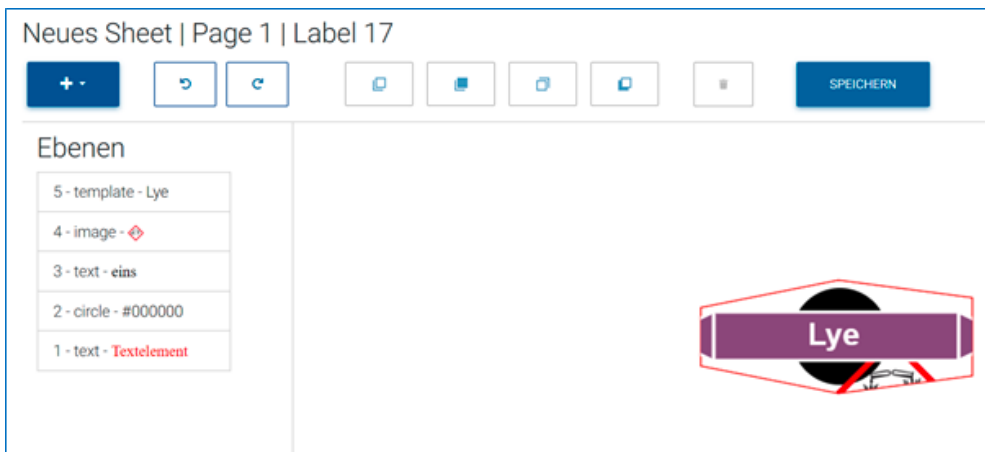 Neues Sheet | Page 1 | Label 17
SPEICHERN
Ebenen
5 - template - Lye
4 - image -
3 - text - eins
2 - circle - #000000
1 - text - Textelement
Lye